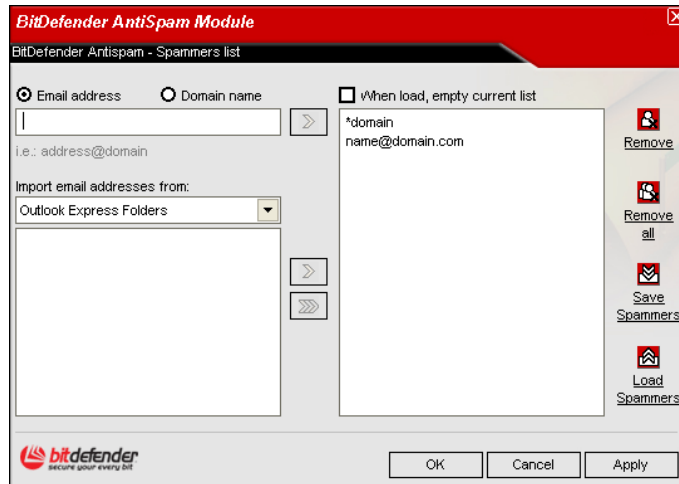 BitDefender AntiSpam Module
BitDefender Antispam - Spammers list
Email address
Domain name
i.e.: address@domain
Import email addresses from:
Outlook Express Folders
When load, empty current list
*domain
name@domain.com
Remove
Remove
all
Save
Spammers
Load
Spammers
bitdefender
secure your every bit
OK
Cancel
Apply